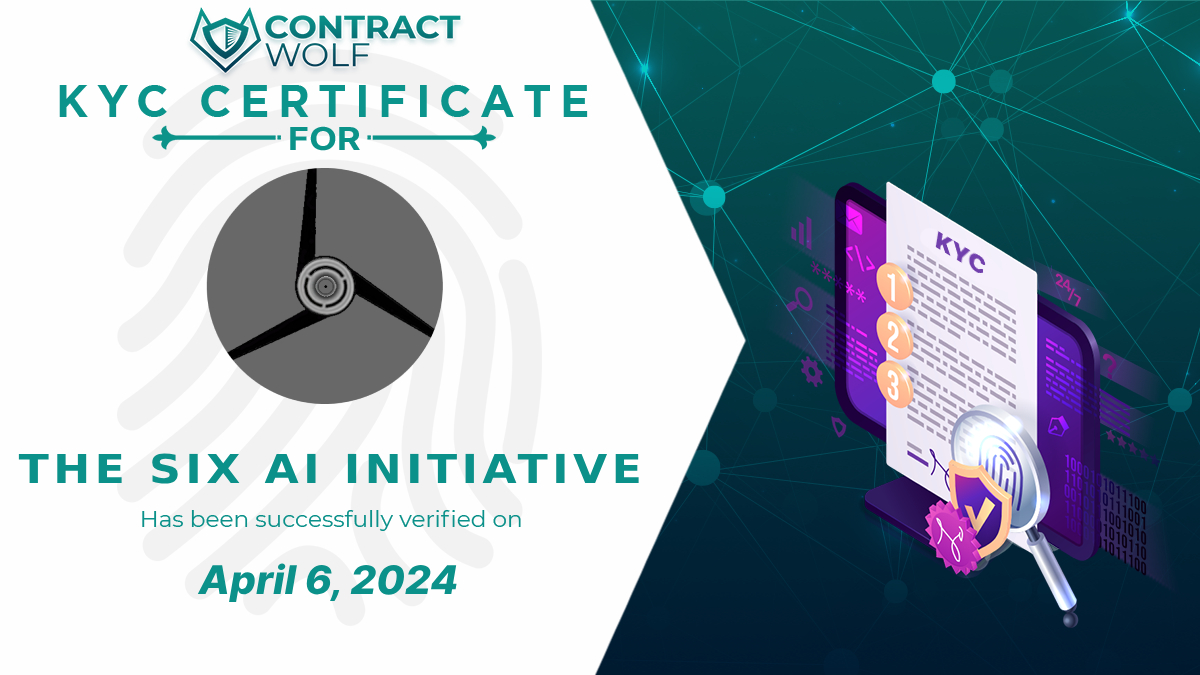 CONTRACT
WOLF
KYC CERTIFICATE
FOR
THE SIX AI INITIATIVE
Has been successfully verified on
April 6, 2024
KYC
24/7
</>
*****
1
2
3
?